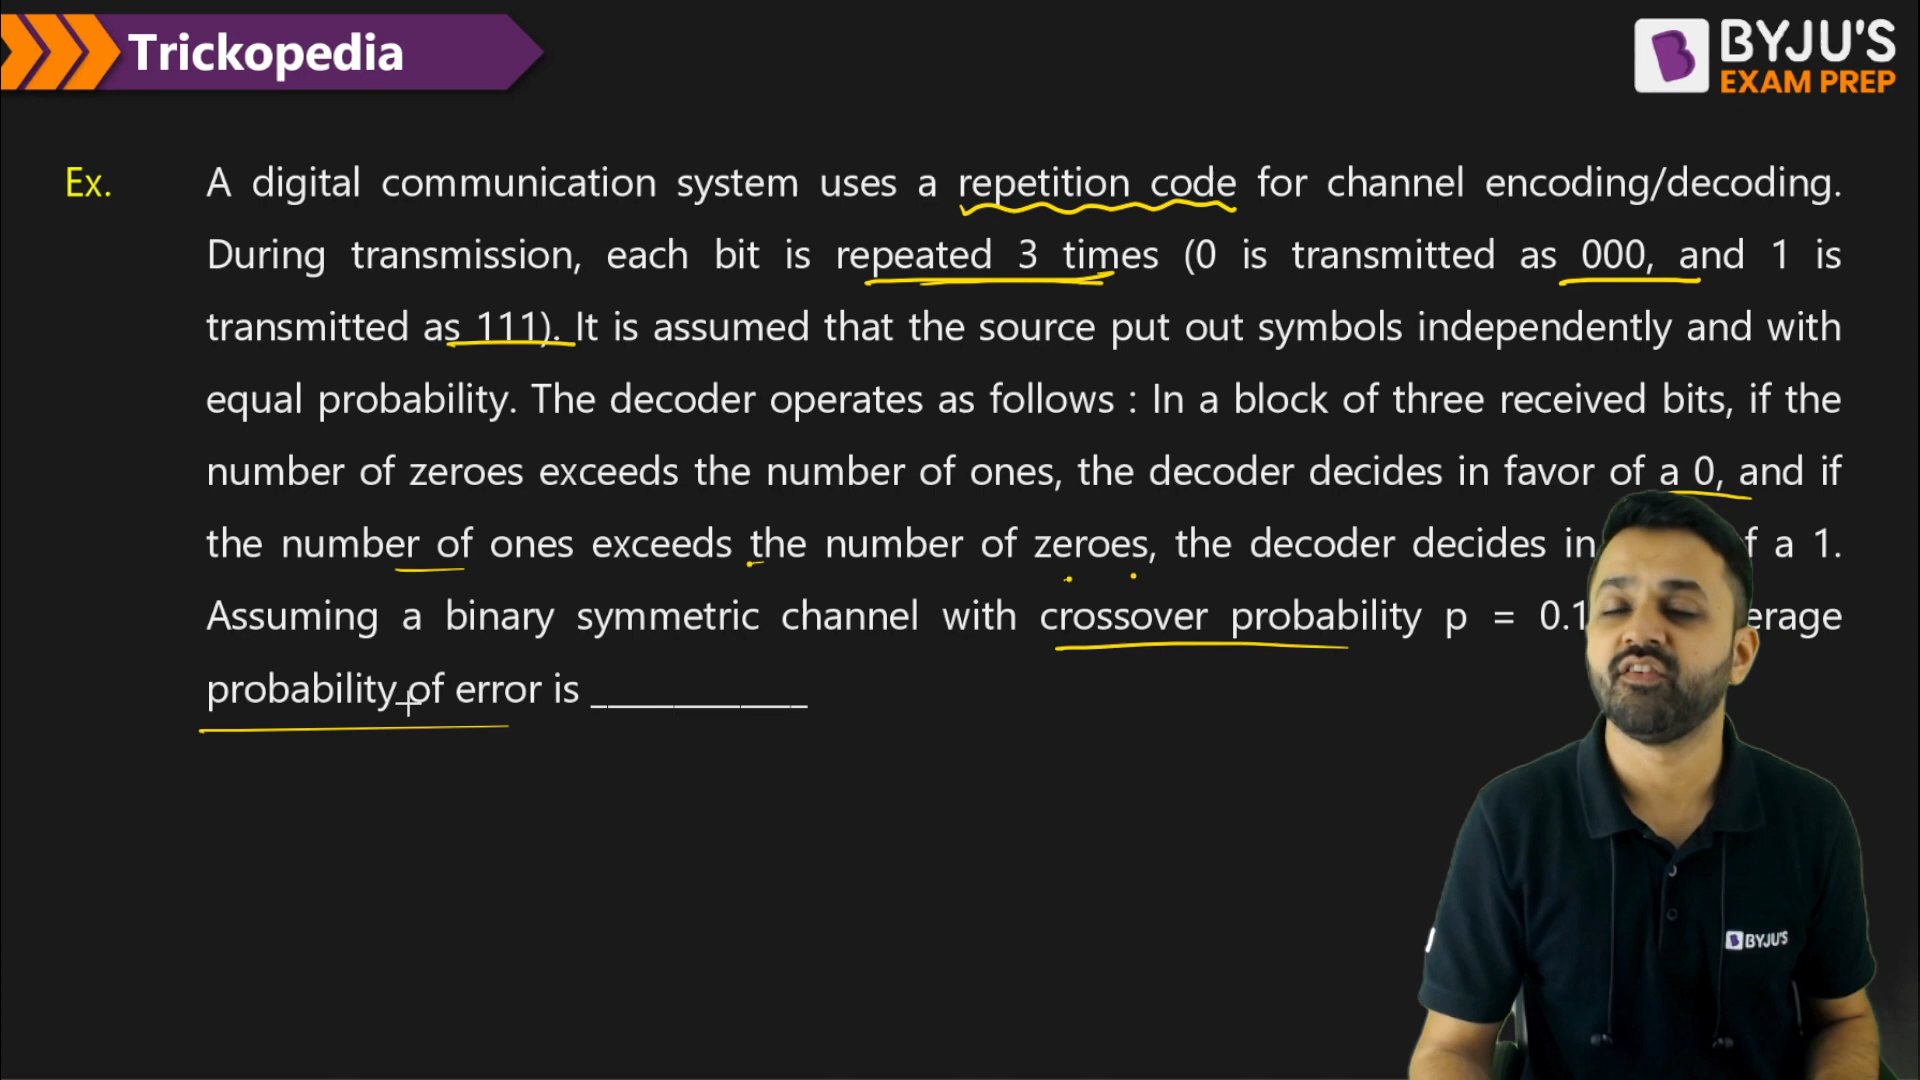 Trickopedia
BYJU'S
EXAM PREP
Ex. A digital communication system uses a repetition code for channel encoding/decoding.
During transmission, each bit is repeated 3 times (0 is transmitted as 000, and 1 is
transmitted as 111). It is assumed that the source put out symbols independently and with
equal probability. The decoder operates as follows : In a block of three received bits, if the
number of zeroes exceeds the number of ones, the decoder decides in favor of a 0, and if
the number of ones exceeds the number of zeroes, the decoder decides in f a 1.
Assuming a binary symmetric channel with crossover probability p = 0.1 erage
probability of error is ____________
BYJU'S